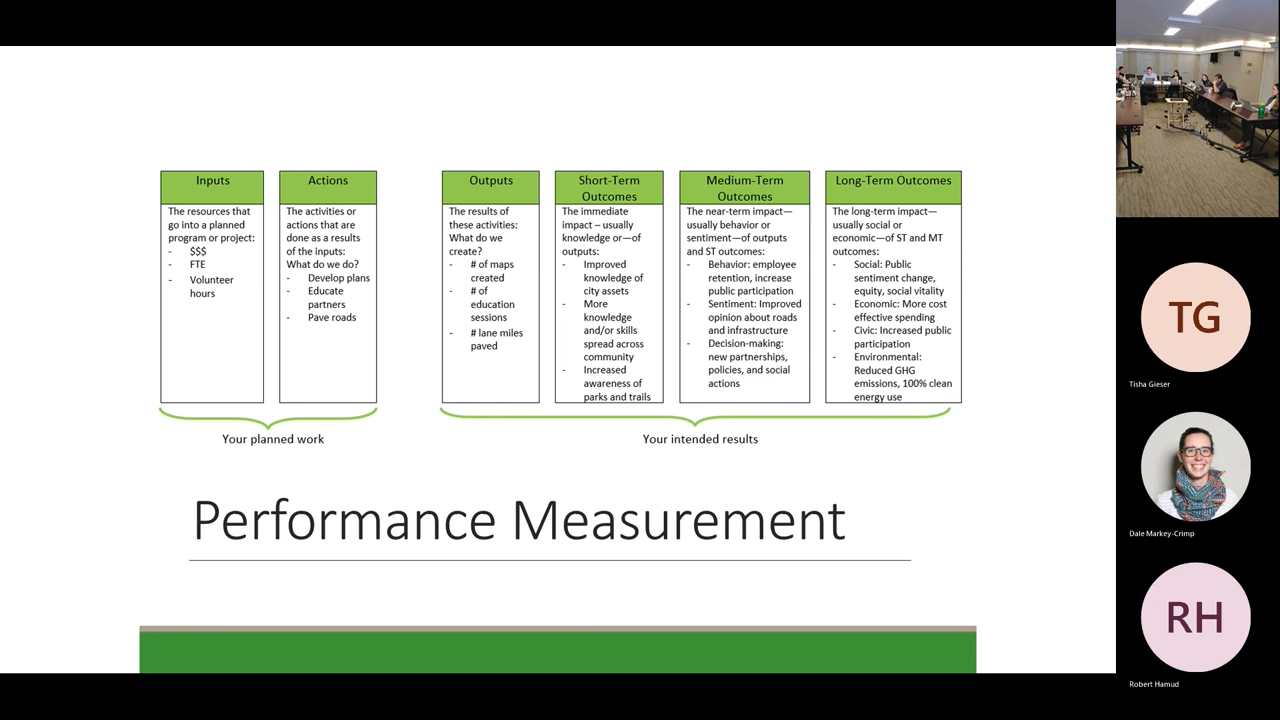 Inputs
The resources that
go into a planned
program or project:
- $$$
- FTE
- Volunteer
hours
Actions
The activities or
actions that are
done as a results
of the inputs:
What do we do?
- Develop plans
- Educate
partners
- Pave roads
Your planned work
Outputs
The results of
these activities:
What do we
create?
- # of maps
created
- # of
education
sessions
- # lane miles
paved
Short-Term
Outcomes
The immediate
impact – usually
knowledge or—of
outputs:
- Improved
knowledge of
city assets
- More
knowledge
and/or skills
spread across
community
- Increased
awareness of
parks and trails
Medium-Term
Outcomes
The near-term impact—
usually behavior or
sentiment—of outputs
and ST outcomes:
- Behavior: employee
retention, increase
public participation
- Sentiment: Improved
opinion about roads
and infrastructure
- Decision-making:
new partnerships,
policies, and social
actions
Long-Term Outcomes
The long-term impact—
usually social or
economic—of ST and MT
outcomes:
- Social: Public
sentiment change,
equity, social vitality
- Economic: More cost
effective spending
- Civic: Increased public
participation
- Environmental:
Reduced GHG
emissions, 100% clean
energy use
Your intended results
Performance Measurement
TG
Tisha Gieser
Dale Markey-Crimp
RH
Robert Hamud